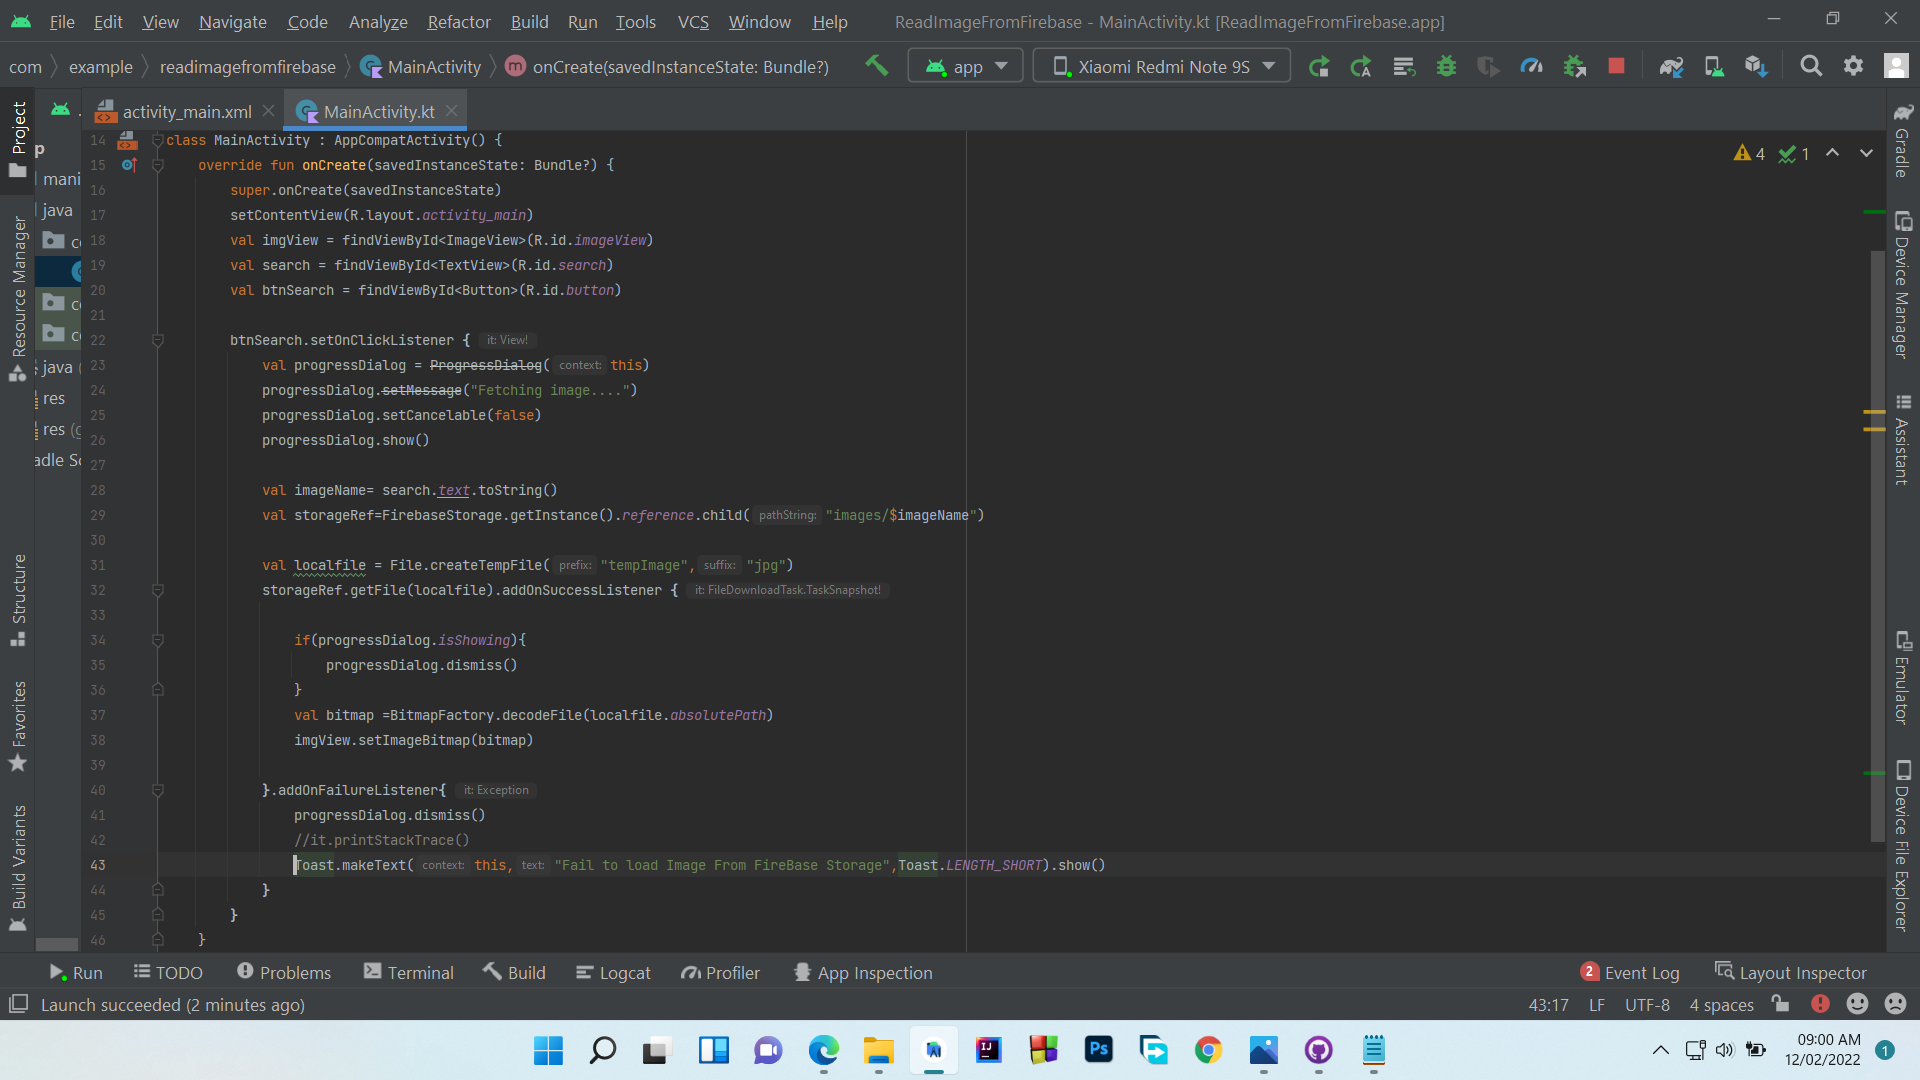 File Edit View Navigate Code Analyze Refactor Build Run Tools VCS Window Help ReadImageFromFirebase - MainActivity.kt [ReadImageFromFirebase.app]
com example readimagefromfirebase MainActivity onCreate(savedInstanceState: Bundle?) app Xiaomi Redmi Note 9S
activity_main.xml MainActivity.kt
14 class MainActivity : AppCompatActivity() {
15 override fun onCreate(savedInstanceState: Bundle?) {
16 super.onCreate(savedInstanceState)
17 setContentView(R.layout.activity_main)
18 val imgView = findViewById<ImageView>(R.id.imageView)
19 val search = findViewById<TextView>(R.id.search)
20 val btnSearch = findViewById<Button>(R.id.button)
21
22 btnSearch.setOnClickListener { it: View!
23 val progressDialog = ProgressDialog( context: this)
24 progressDialog.setMessage("Fetching image....")
25 progressDialog.setCancelable(false)
26 progressDialog.show()
27
28 val imageName= search.text.toString()
29 val storageRef=FirebaseStorage.getInstance().reference.child( pathString: "images/$imageName")
30
31 val localfile = File.createTempFile( prefix: "tempImage", suffix: "jpg")
32 storageRef.getFile(localfile).addOnSuccessListener { it: FileDownloadTask.TaskSnapshot!
33
34 if(progressDialog.isShowing){
35 progressDialog.dismiss()
36 }
37 val bitmap =BitmapFactory.decodeFile(localfile.absolutePath)
38 imgView.setImageBitmap(bitmap)
39
40 }.addOnFailureListener{ it: Exception
41 progressDialog.dismiss()
42 //it.printStackTrace()
43 Toast.makeText( context: this, text: "Fail to load Image From FireBase Storage",Toast.LENGTH_SHORT).show()
44 }
45 }
46 }
4 1
Project
Resource Manager
Structure
Favorites
Build Variants
p
mani
java
co
co
co
java (
res
res (g
adle Sc
Gradle
Device Manager
Assistant
Emulator
Device File Explorer
Run TODO Problems Terminal Build Logcat Profiler App Inspection 2 Event Log Layout Inspector
Launch succeeded (2 minutes ago) 43:17 LF UTF-8 4 spaces
IJ Ps
09:00 AM
12/02/2022 1